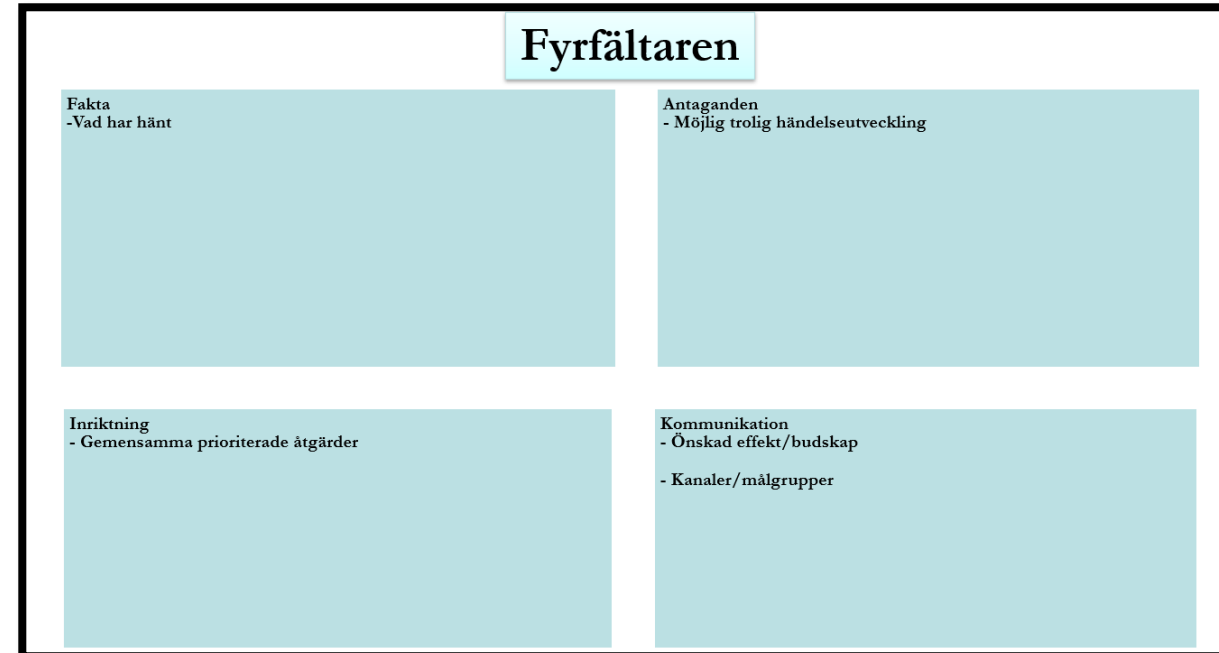 Fyrfältaren
Fakta
-Vad har hänt
Antaganden
- Möjlig trolig händelseutveckling
Inriktning
- Gemensamma prioriterade åtgärder
Kommunikation
- Önskad effekt/budskap
- Kanaler/målgrupper